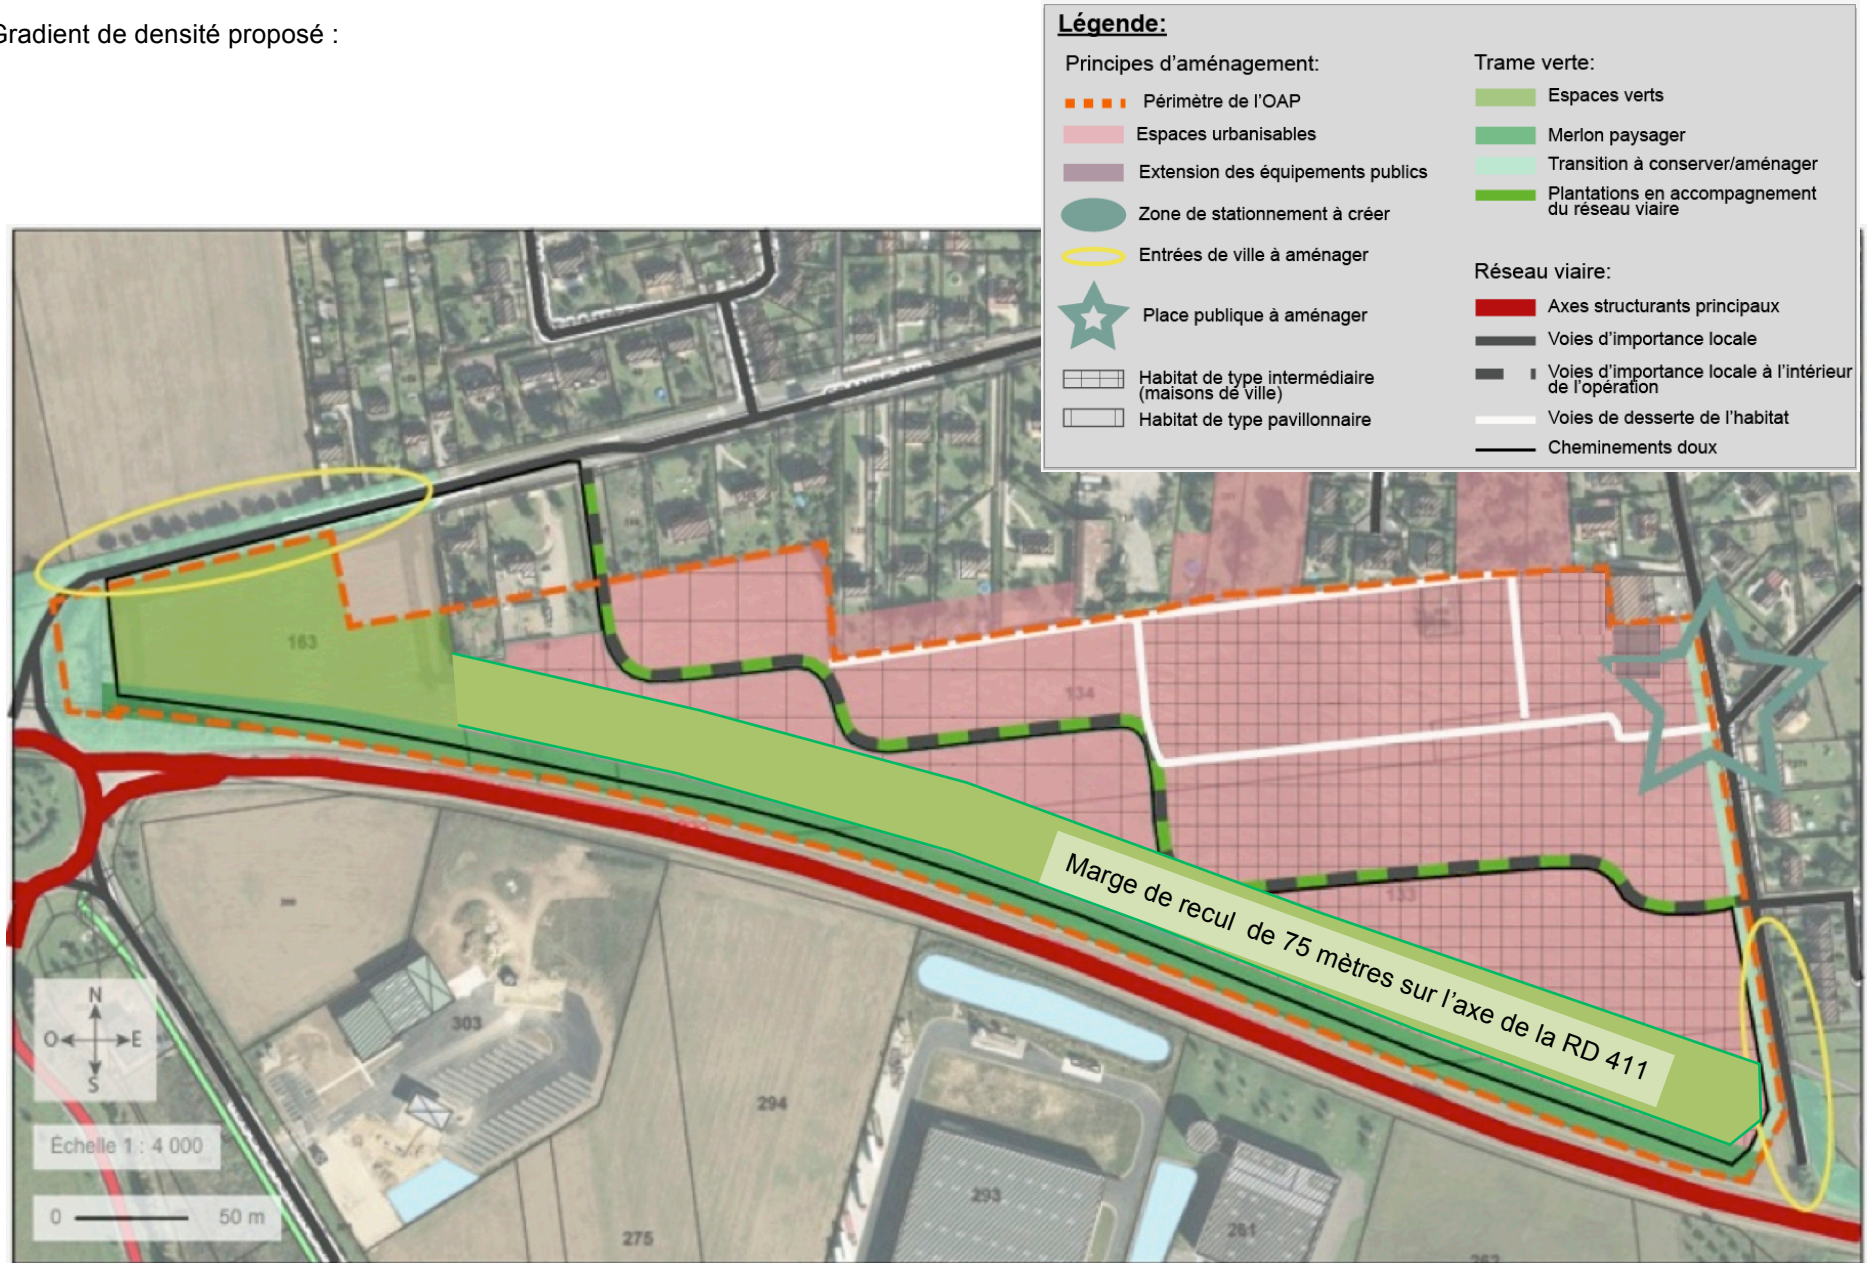 Gradient de densité proposé :
Légende:
Principes d'aménagement:
Périmètre de l'OAP
Espaces urbanisables
Extension des équipements publics
Zone de stationnement à créer
Entrées de ville à aménager
Place publique à aménager
Habitat de type intermédiaire
(maisons de ville)
Habitat de type pavillonnaire
Trame verte:
Espaces verts
Merlon paysager
Transition à conserver/aménager
Plantations en accompagnement
du réseau viaire
Réseau viaire:
Axes structurants principaux
Voies d'importance locale
Voies d'importance locale à l'intérieur
de l'opération
Voies de desserte de l'habitat
Cheminements doux
163
134
133
Marge de recul de 75 mètres sur l'axe de la RD 411
303
294
293
275
261
262
N
O E
S
Échelle 1 : 4 000
0 50 m